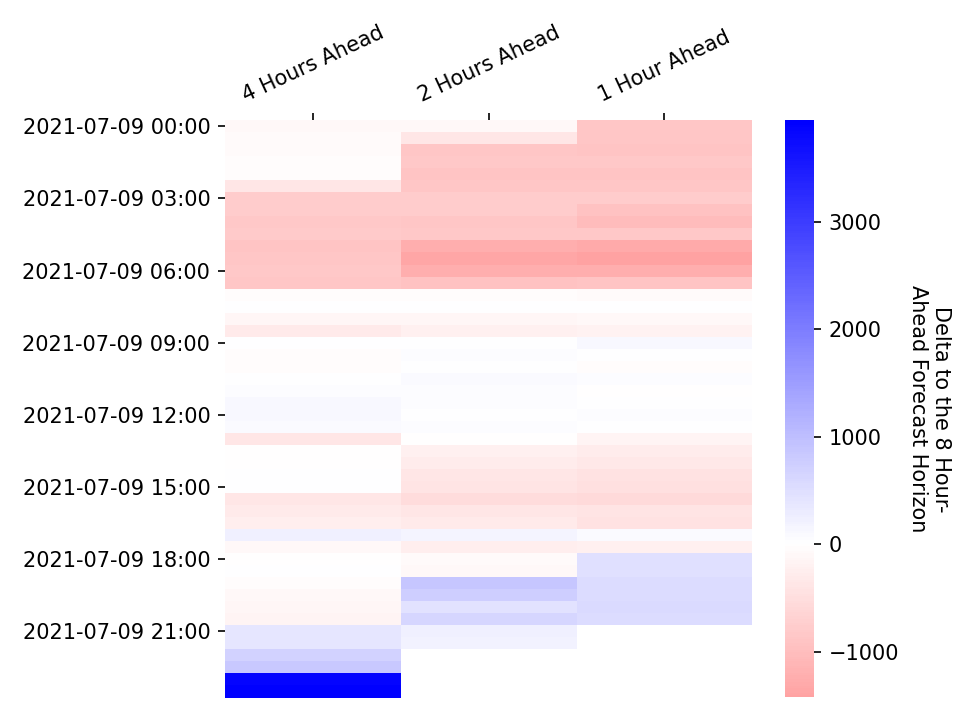 4 Hours Ahead
2 Hours Ahead
1 Hour Ahead
2021-07-09 00:00
2021-07-09 03:00
2021-07-09 06:00
2021-07-09 09:00
2021-07-09 12:00
2021-07-09 15:00
2021-07-09 18:00
2021-07-09 21:00
3000
2000
1000
0
−1000
Delta to the 8 Hour-
Ahead Forecast Horizon